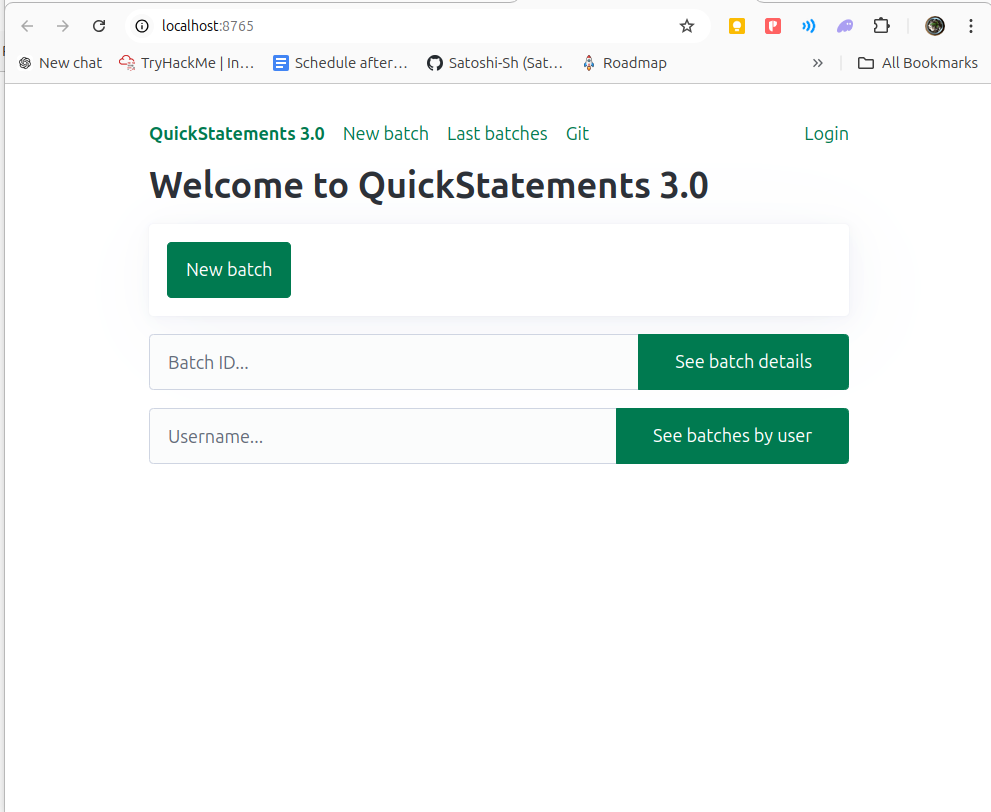 localhost:8765
New chat TryHackMe | In... Schedule after... Satoshi-Sh (Sat... Roadmap » All Bookmarks
QuickStatements 3.0 New batch Last batches Git Login
Welcome to QuickStatements 3.0
New batch
Batch ID... See batch details
Username... See batches by user